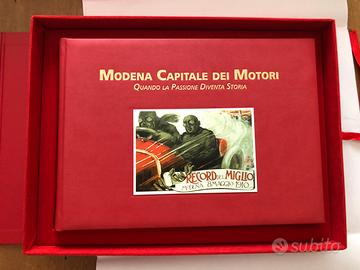 MODENA CAPITALE DEI MOTORI
QUANDO LA PASSIONE DIVENTA STORIA
RECORD DEL MIGLIO
MODENA 8 MAGGIO 1910
subito